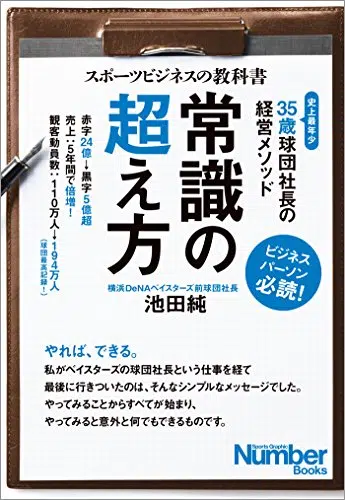 スポーツビジネスの教科書
常識の
超え方
史上最年少
35歳球団社長の
経営メソッド
赤字24億→黒字5億超
売上:5年間で倍増!
観客動員数:110万人→194万人
(球団最高記録!)
ビジネス
パーソン
必読!
横浜DeNAベイスターズ前球団社長
池田純
やれば、できる。
私がベイスターズの球団社長という仕事を経て
最後に行きついたのは、そんなシンプルなメッセージでした。
やってみることからすべてが始まり、
やってみると意外と何でもできるものです。
Sports Graphic
Number
Books